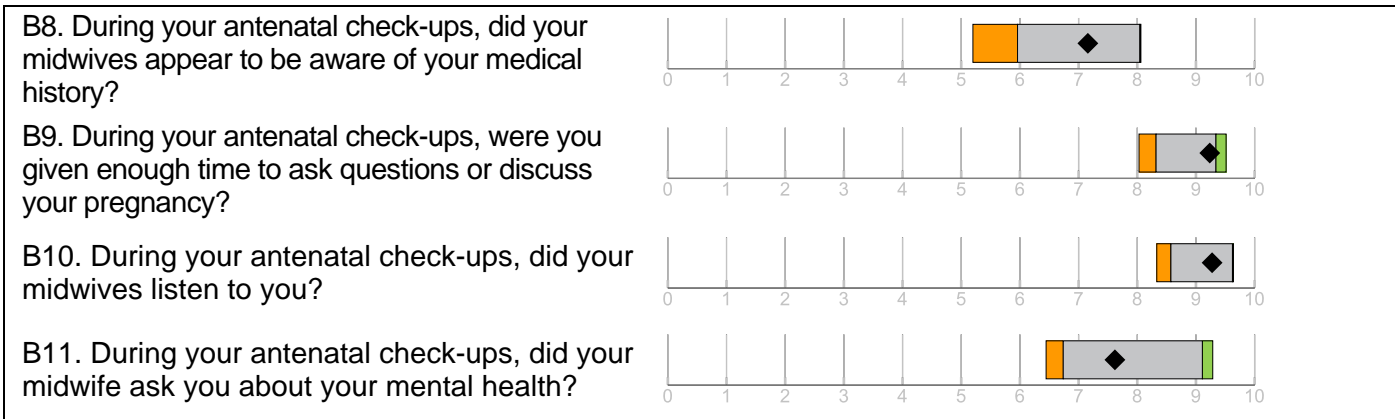 B8. During your antenatal check-ups, did your
midwives appear to be aware of your medical
history?
0 1 2 3 4 5 6 7 8 9 10
B9. During your antenatal check-ups, were you
given enough time to ask questions or discuss
your pregnancy?
0 1 2 3 4 5 6 7 8 9 10
B10. During your antenatal check-ups, did your
midwives listen to you?
0 1 2 3 4 5 6 7 8 9 10
B11. During your antenatal check-ups, did your
midwife ask you about your mental health?
0 1 2 3 4 5 6 7 8 9 10